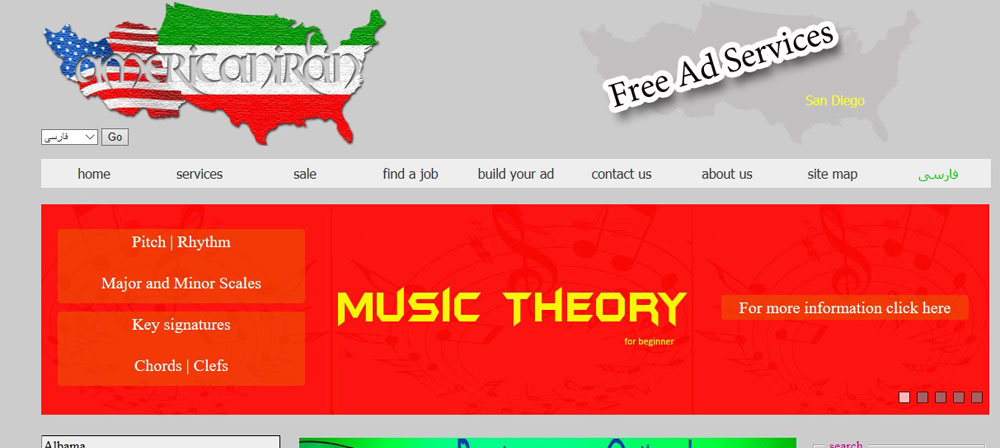 americaniran
Free Ad Services
San Diego
فارسی
Go
home
services
sale
find a job
build your ad
contact us
about us
site map
فارسی
Pitch | Rhythm
Major and Minor Scales
Key signatures
Chords | Clefs
MUSIC THEORY
for beginner
For more information click here
Albama
search